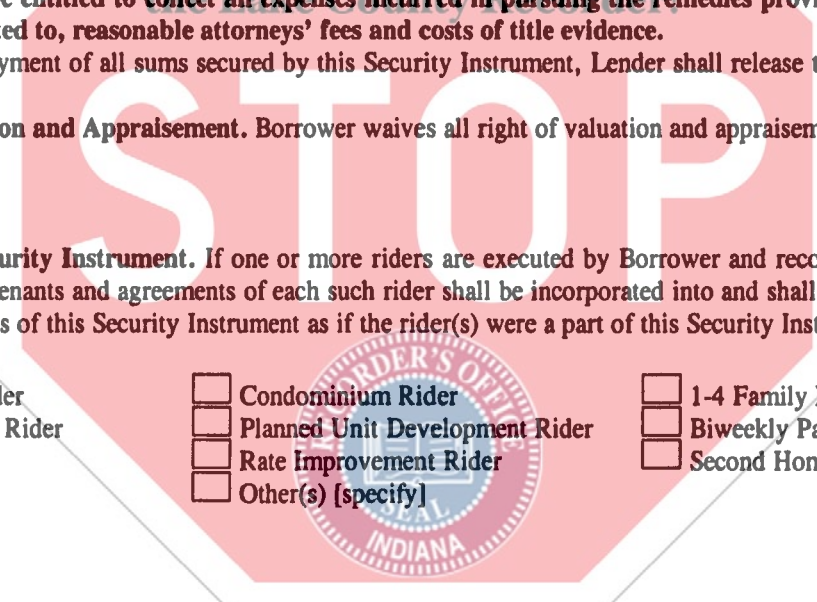 entitled to collect all expenses incurred in pursuing the remedies
the Lake County Recorder!
ed to, reasonable attorneys' fees and costs of title evidence.
yment of all sums secured by this Security Instrument, Lender shall release
on and Appraisement. Borrower waives all right of valuation and appraisem
STOP
urity Instrument. If one or more riders are executed by Borrower and reco
enants and agreements of each such rider shall be incorporated into and shall
s of this Security Instrument as if the rider(s) were a part of this Security Inst
ler Condominium Rider 1-4 Family
Rider Planned Unit Development Rider Biweekly Pa
Rate Improvement Rider Second Hom
Other(s) [specify]
RECORDER'S OFFICE
SEAL
INDIANA